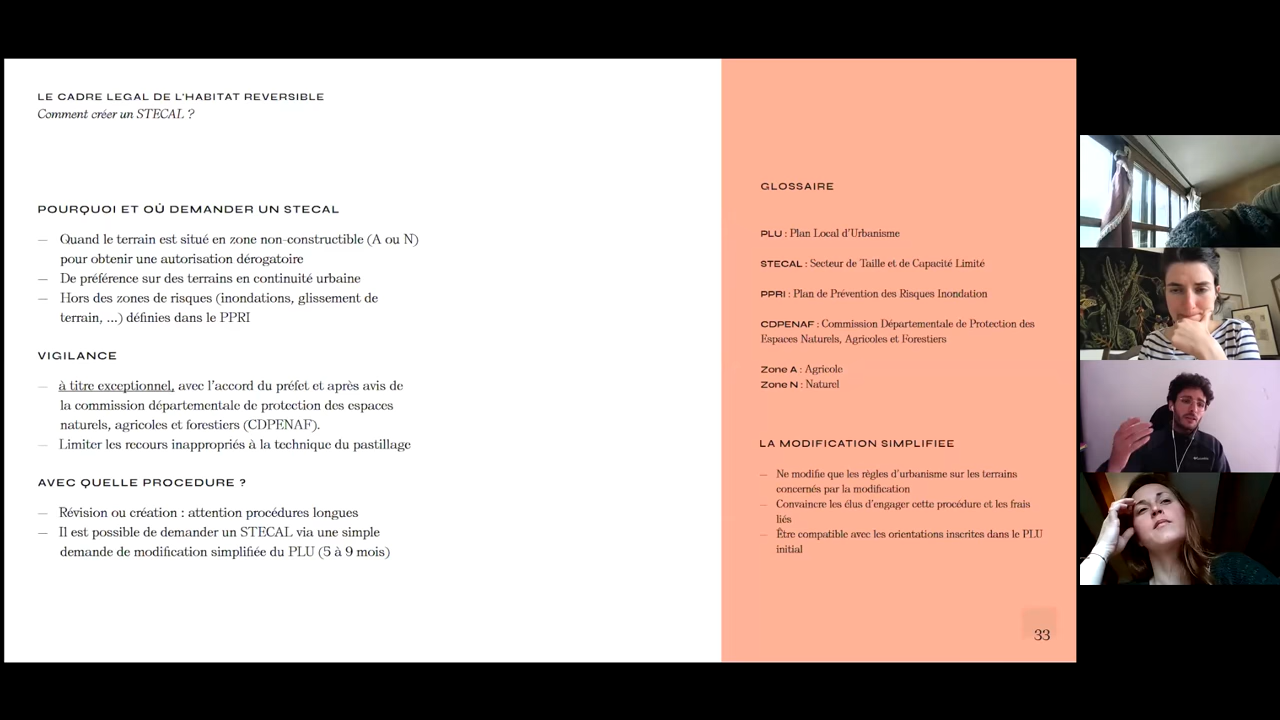 LE CADRE LEGAL DE L'HABITAT REVERSIBLE
Comment créer un STECAL ?
POURQUOI ET OÙ DEMANDER UN STECAL
— Quand le terrain est situé en zone non-constructible (A ou N)
pour obtenir une autorisation dérogatoire
— De préférence sur des terrains en continuité urbaine
— Hors des zones de risques (inondations, glissement de
terrain, ...) définies dans le PPRI
VIGILANCE
— à titre exceptionnel, avec l'accord du préfet et après avis de
la commission départementale de protection des espaces
naturels, agricoles et forestiers (CDPENAF).
— Limiter les recours inappropriés à la technique du pastillage
AVEC QUELLE PROCEDURE ?
— Révision ou création : attention procédures longues
— Il est possible de demander un STECAL via une simple
demande de modification simplifiée du PLU (5 à 9 mois)
GLOSSAIRE
PLU : Plan Local d'Urbanisme
STECAL : Secteur de Taille et de Capacité Limité
PPRI : Plan de Prévention des Risques Inondation
CDPENAF : Commission Départementale de Protection des
Espaces Naturels, Agricoles et Forestiers
Zone A : Agricole
Zone N : Naturel
LA MODIFICATION SIMPLIFIEE
— Ne modifie que les règles d'urbanisme sur les terrains
concernés par la modification
— Convaincre les élus d'engager cette procédure et les frais
liés
— Être compatible avec les orientations inscrites dans le PLU
initial
33